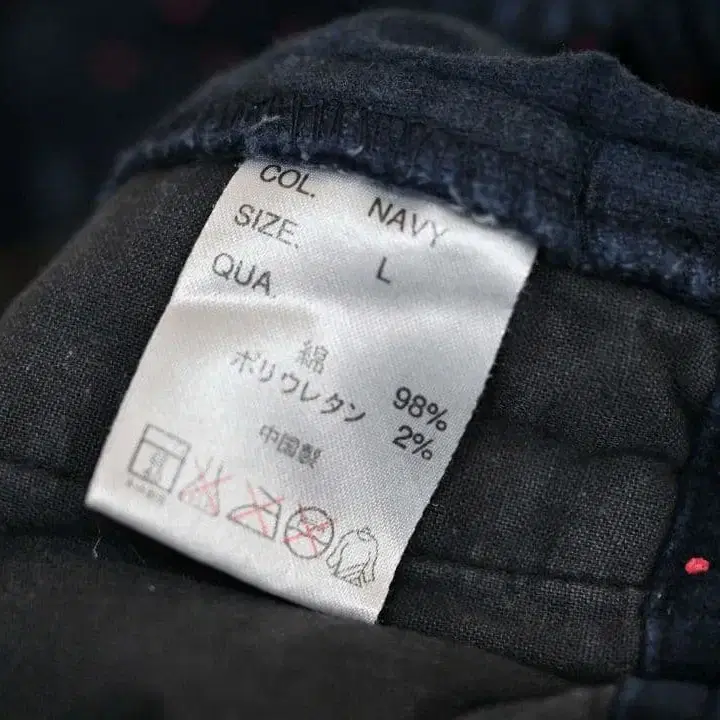 COL. NAVY
SIZE. L
QUA.
綿 98%
ポリウレタン 2%
中国製